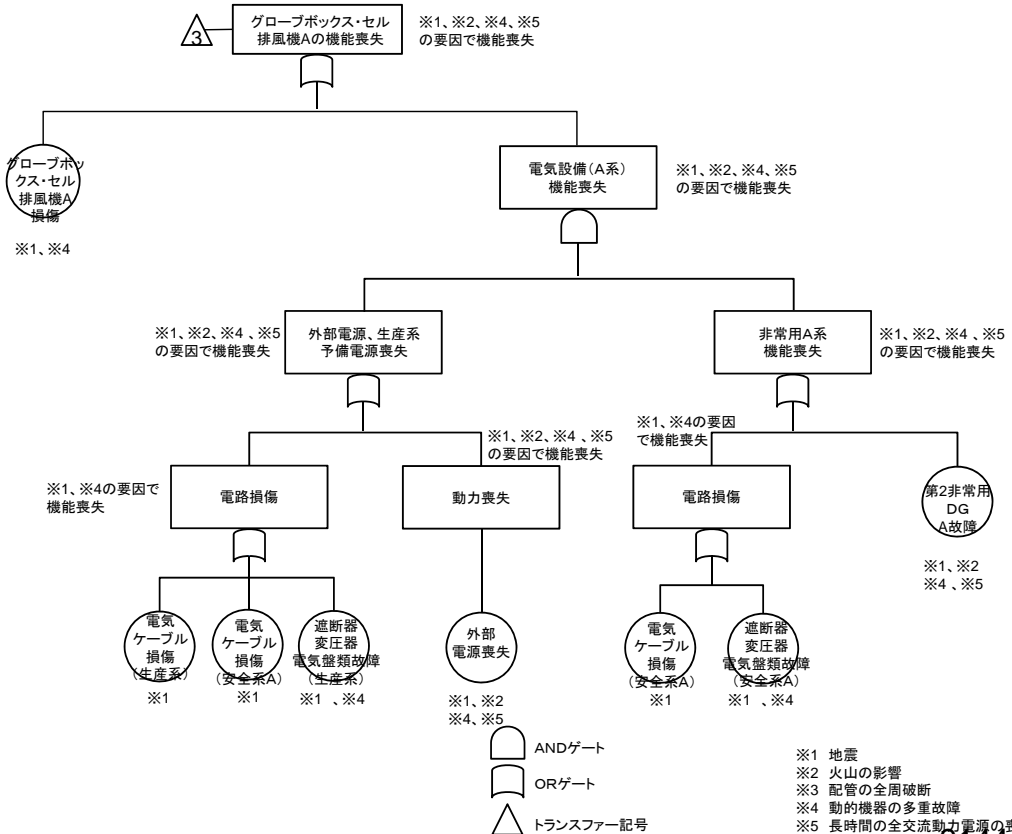 3
グローブボックス・セル
排風機Aの機能喪失
※1、※2、※4、※5
の要因で機能喪失
グローブボッ
クス・セル
排風機A
損傷
※1、※4
電気設備(A系)
機能喪失
※1、※2、※4、※5
の要因で機能喪失
※1、※2、※4 、※5
の要因で機能喪失
外部電源、生産系
予備電源喪失
非常用A系
機能喪失
※1、※2、※4 、※5
の要因で機能喪失
※1、※4の要因で
機能喪失
電路損傷
※1、※2、※4 、※5
の要因で機能喪失
動力喪失
※1、※4の要因
で機能喪失
電路損傷
第2非常用
DG
A故障
※1、※2
※4 、※5
電気
ケーブル
損傷
(生産系)
※1
電気
ケーブル
損傷
(安全系A)
※1
遮断器
変圧器
電気盤類故障
(生産系)
※1 、※4
外部
電源喪失
※1、※2
※4、※5
電気
ケーブル
損傷
(安全系A)
※1
遮断器
変圧器
電気盤類故障
(安全系A)
※1 、※4
ANDゲート
ORゲート
トランスファー記号
※1 地震
※2 火山の影響
※3 配管の全周破断
※4 動的機器の多重故障
※5 長時間の全交流動力電源の喪